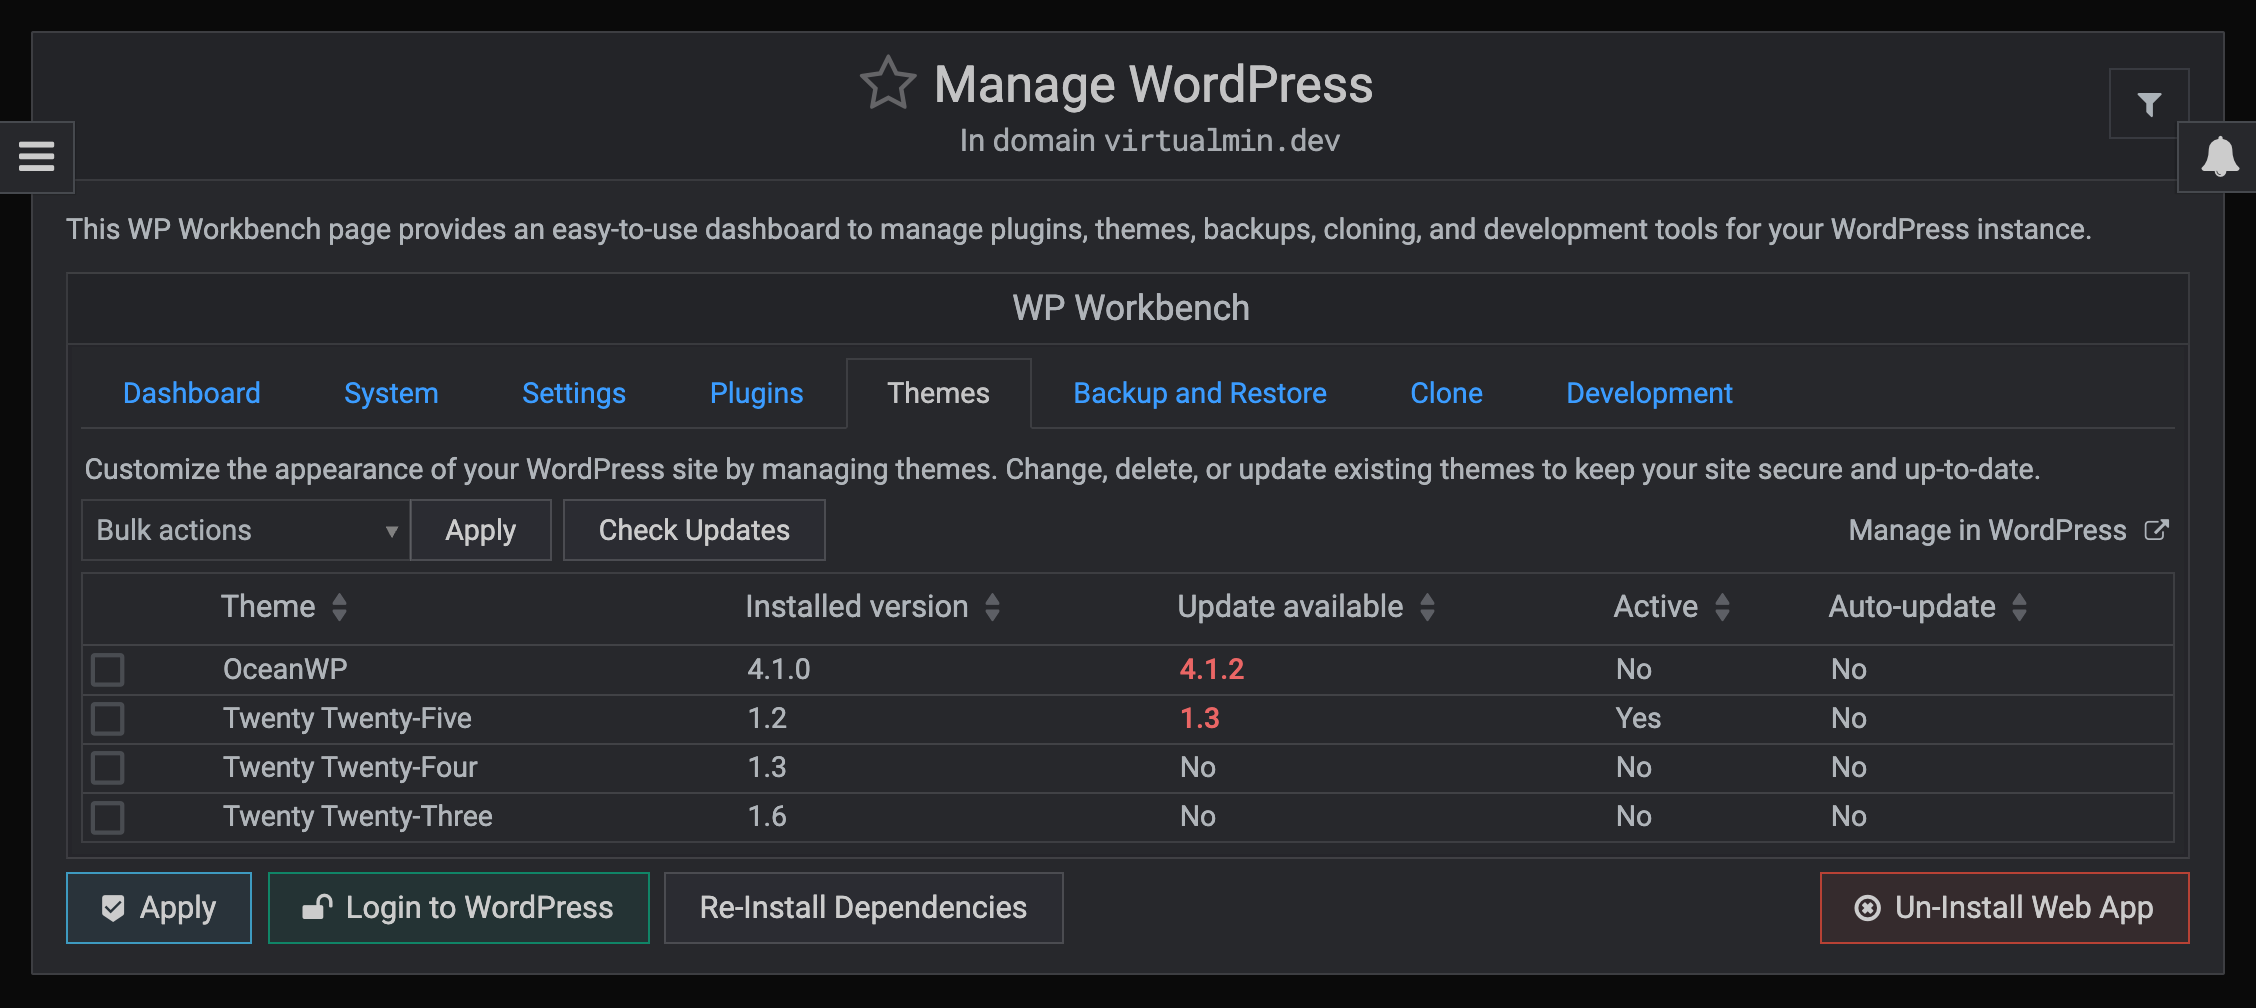 Manage WordPress
In domain virtualmin.dev
This WP Workbench page provides an easy-to-use dashboard to manage plugins, themes, backups, cloning, and development tools for your WordPress instance.
WP Workbench
Dashboard System Settings Plugins Themes Backup and Restore Clone Development
Customize the appearance of your WordPress site by managing themes. Change, delete, or update existing themes to keep your site secure and up-to-date.
Bulk actions Apply Check Updates Manage in WordPress
Theme Installed version Update available Active Auto-update
OceanWP 4.1.0 4.1.2 No No
Twenty Twenty-Five 1.2 1.3 Yes No
Twenty Twenty-Four 1.3 No No No
Twenty Twenty-Three 1.6 No No No
Apply Login to WordPress Re-Install Dependencies Un-Install Web App